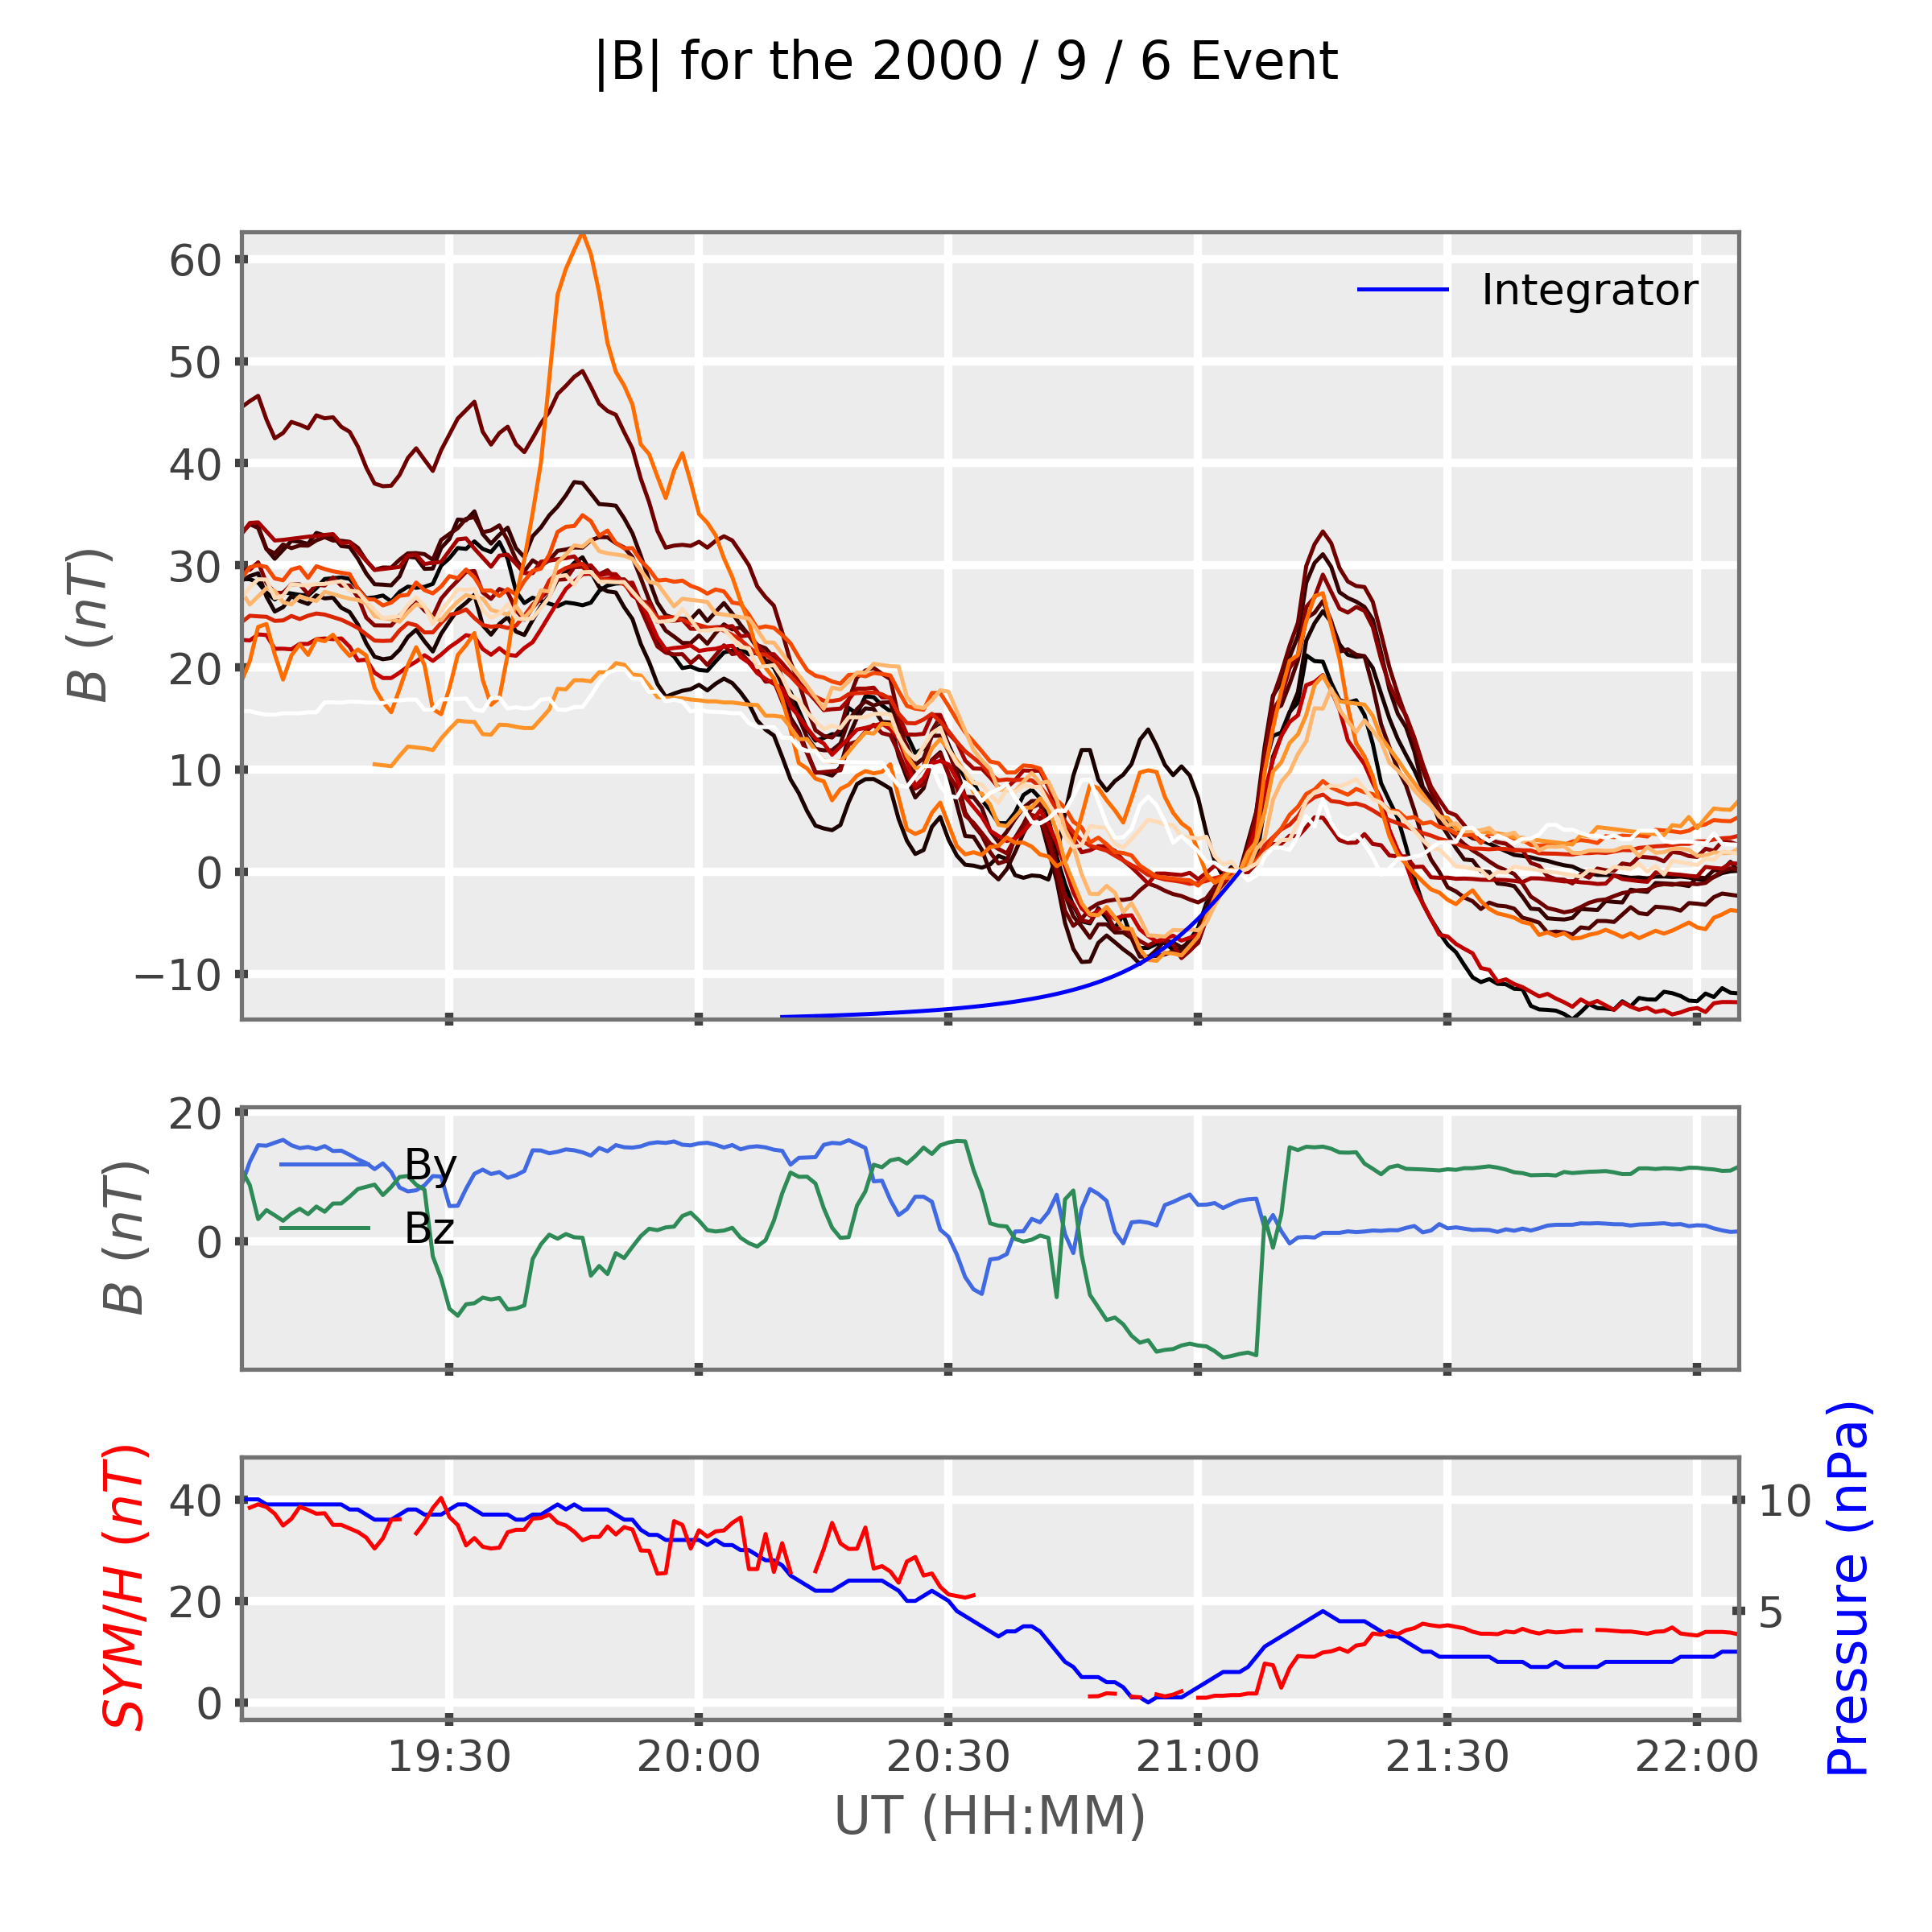 |B| for the 2000 / 9 / 6 Event
60
50
40
30
20
10
0
−10
B (nT)
Integrator
20
0
B (nT)
By
Bz
40
20
0
SYM/H (nT)
10
5
Pressure (nPa)
19:30 20:00 20:30 21:00 21:30 22:00
UT (HH:MM)